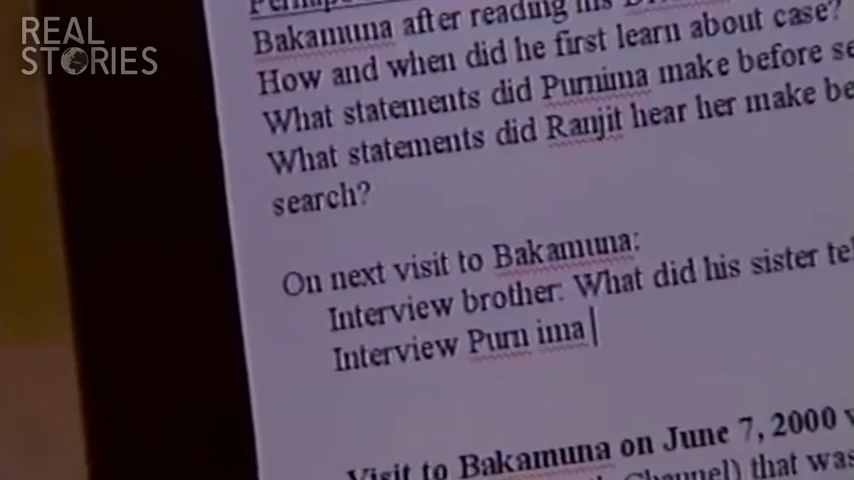 REAL
STORIES
Perhaps
Bakamuna after reading his
How and when did he first learn about case?
What statements did Purnima make before se
What statements did Ranjit hear her make be
search?
On next visit to Bakamuna:
Interview brother: What did his sister tel
Interview Purn ima
Visit to Bakamuna on June 7, 2000
Channel) that was